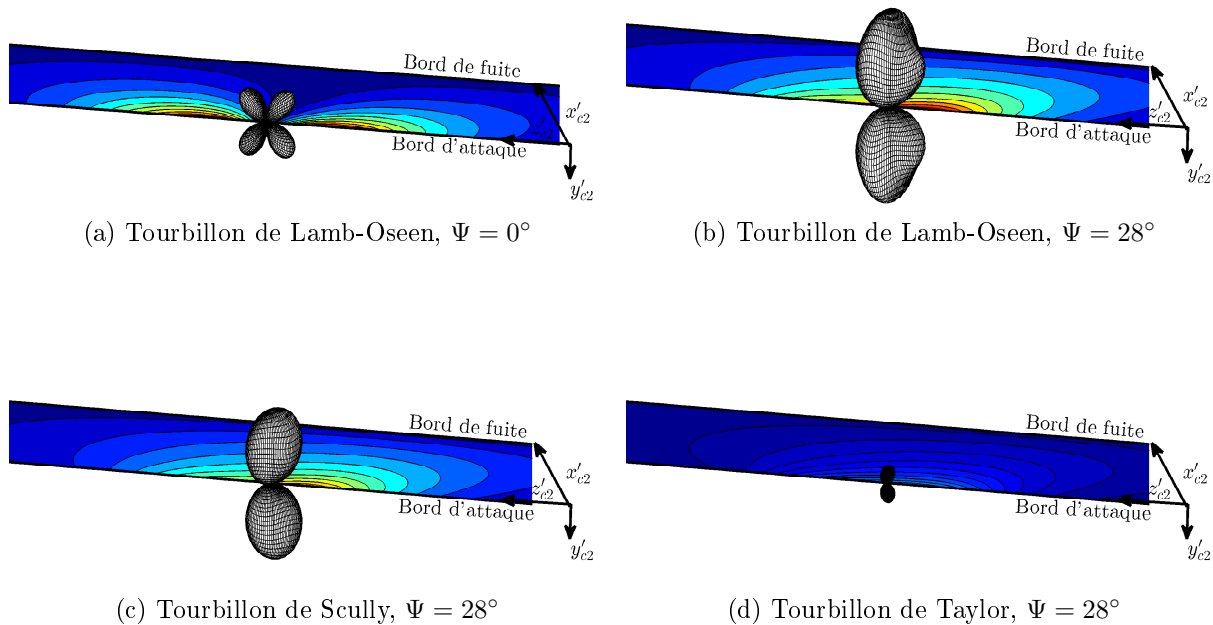 Bord de fuite
x′c2
z′c2
Bord d'attaque
y′c2
(a) Tourbillon de Lamb-Oseen, Ψ = 0°
Bord de fuite
x′c2
z′c2
Bord d'attaque
y′c2
(b) Tourbillon de Lamb-Oseen, Ψ = 28°
Bord de fuite
x′c2
z′c2
Bord d'attaque
y′c2
(c) Tourbillon de Scully, Ψ = 28°
Bord de fuite
x′c2
z′c2
Bord d'attaque
y′c2
(d) Tourbillon de Taylor, Ψ = 28°